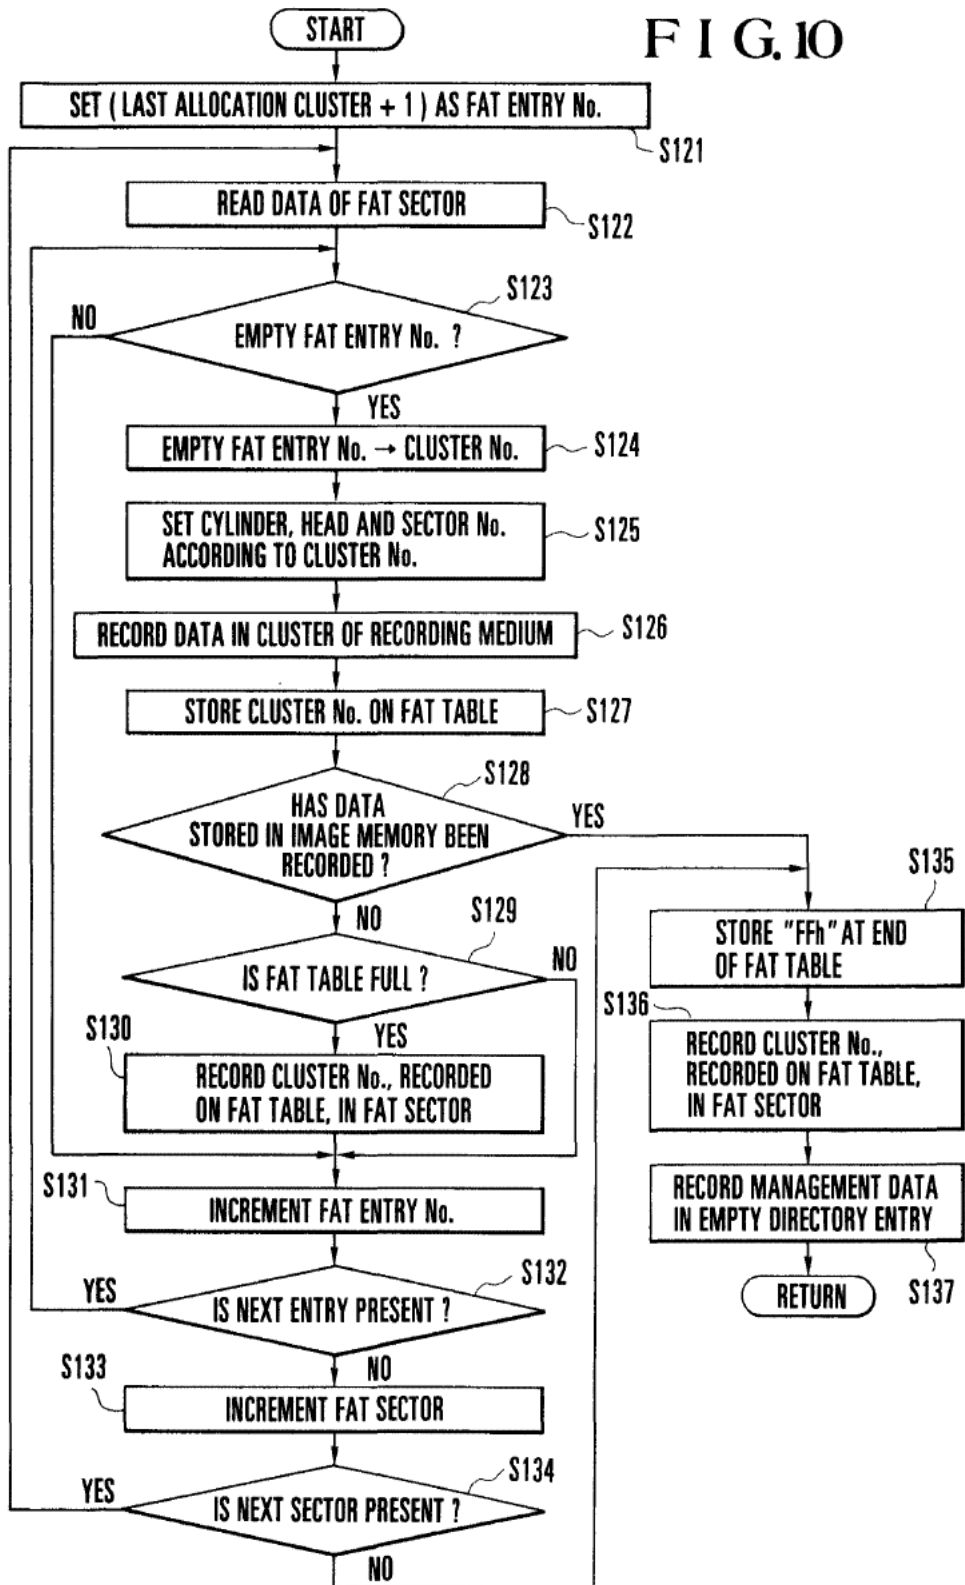 START
F I G. 10
SET ( LAST ALLOCATION CLUSTER + 1 ) AS FAT ENTRY No.
S121
READ DATA OF FAT SECTOR
S122
S123
NO
EMPTY FAT ENTRY No. ?
YES
EMPTY FAT ENTRY No. → CLUSTER No.
S124
SET CYLINDER, HEAD AND SECTOR No.
ACCORDING TO CLUSTER No.
S125
RECORD DATA IN CLUSTER OF RECORDING MEDIUM
S126
STORE CLUSTER No. ON FAT TABLE
S127
S128
HAS DATA
STORED IN IMAGE MEMORY BEEN
RECORDED ?
YES
NO
S129
IS FAT TABLE FULL ?
NO
YES
S130
RECORD CLUSTER No., RECORDED
ON FAT TABLE, IN FAT SECTOR
S131
INCREMENT FAT ENTRY No.
S132
YES
IS NEXT ENTRY PRESENT ?
NO
S133
INCREMENT FAT SECTOR
S134
YES
IS NEXT SECTOR PRESENT ?
NO
S135
STORE "FFh" AT END
OF FAT TABLE
S136
RECORD CLUSTER No.,
RECORDED ON FAT TABLE,
IN FAT SECTOR
RECORD MANAGEMENT DATA
IN EMPTY DIRECTORY ENTRY
S137
RETURN